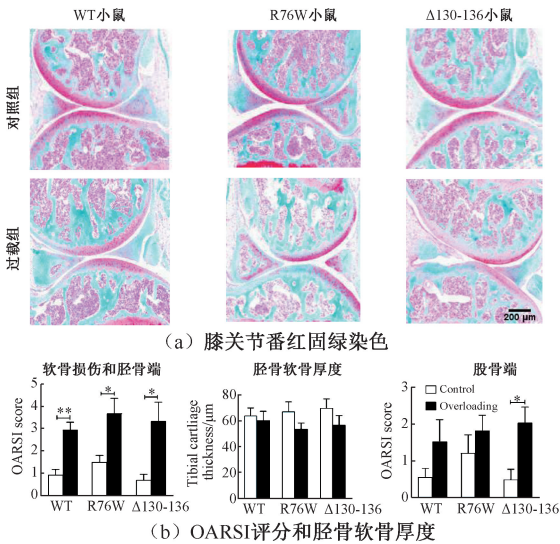 WT小鼠 R76W小鼠 Δ130-136小鼠
对照组
过载组
200 μm
（a）膝关节番红固绿染色
软骨损伤和胫骨端 胫骨软骨厚度 股骨端
OARSI score
5
4
3
2
1
0
** * *
WT R76W Δ130-136
Tibial cartilage
thickness/μm
80
60
40
20
0
WT R76W Δ130-136
OARSI score
3
2
1
0
Control
Overloading
*
WT R76W Δ130-136
（b）OARSI评分和胫骨软骨厚度